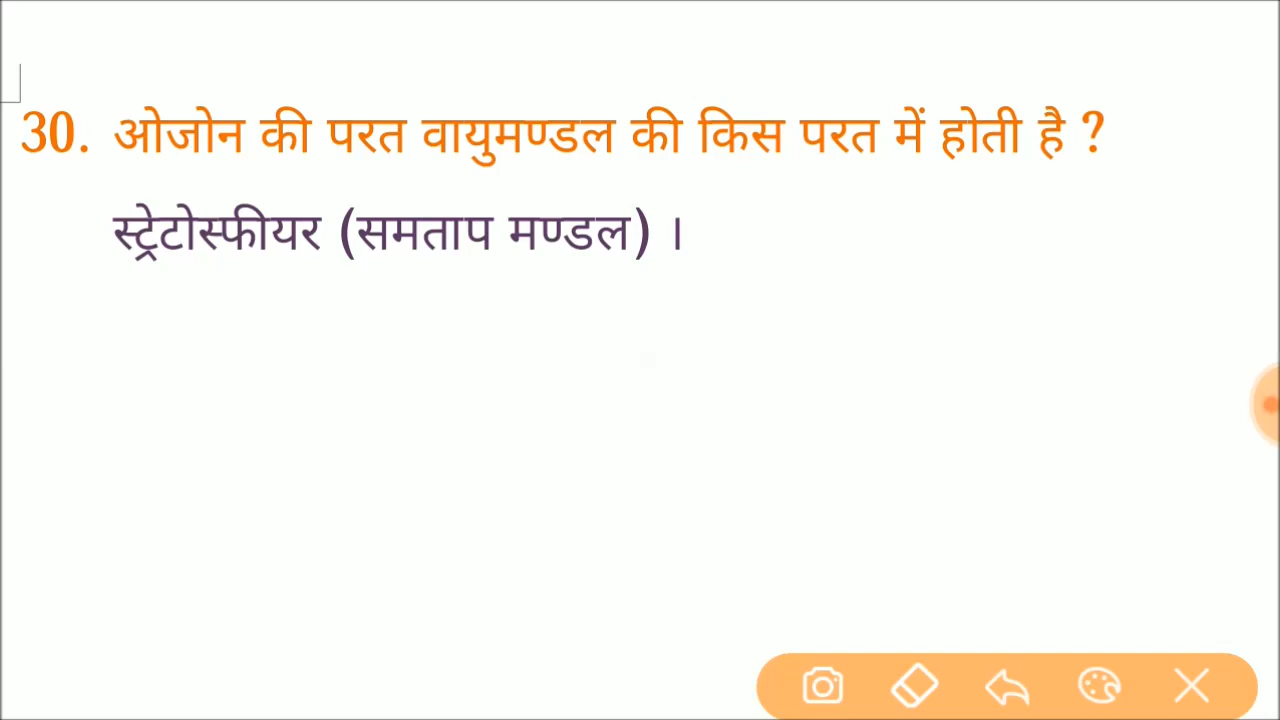 30. ओजोन की परत वायुमण्डल की किस परत में होती है ?
स्ट्रेटोस्फीयर (समताप मण्डल) ।